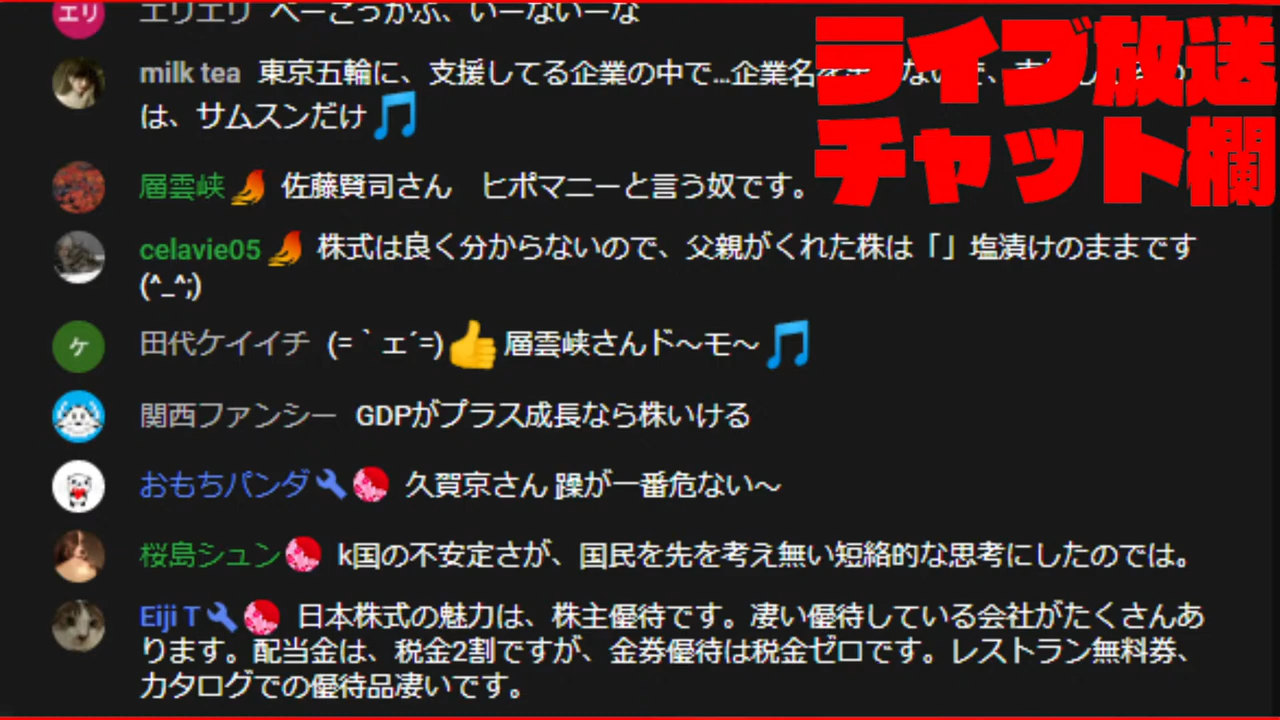 エリ エリエリ べーこっかふ、いーないーな
ライブ放送
チャット欄
milk tea 東京五輪に、支援してる企業の中で…企業名を
は、サムスンだけ🎵
層雲峡 佐藤賢司さん　ヒポマニーと言う奴です。
celavie05 株式は良く分からないので、父親がくれた株は「」塩漬けのままです
(^_^;)
ケ 田代ケイイチ (=｀ェ´=)👍層雲峡さんド〜モ〜🎵
関西ファンシー GDPがプラス成長なら株いける
おもちパンダ🔧 久賀京さん 躁が一番危ない〜
桜島シュン k国の不安定さが、国民を先を考え無い短絡的な思考にしたのでは。
Eiji T🔧 日本株式の魅力は、株主優待です。凄い優待している会社がたくさんあ
ります。配当金は、税金2割ですが、金券優待は税金ゼロです。レストラン無料券、
カタログでの優待品凄いです。